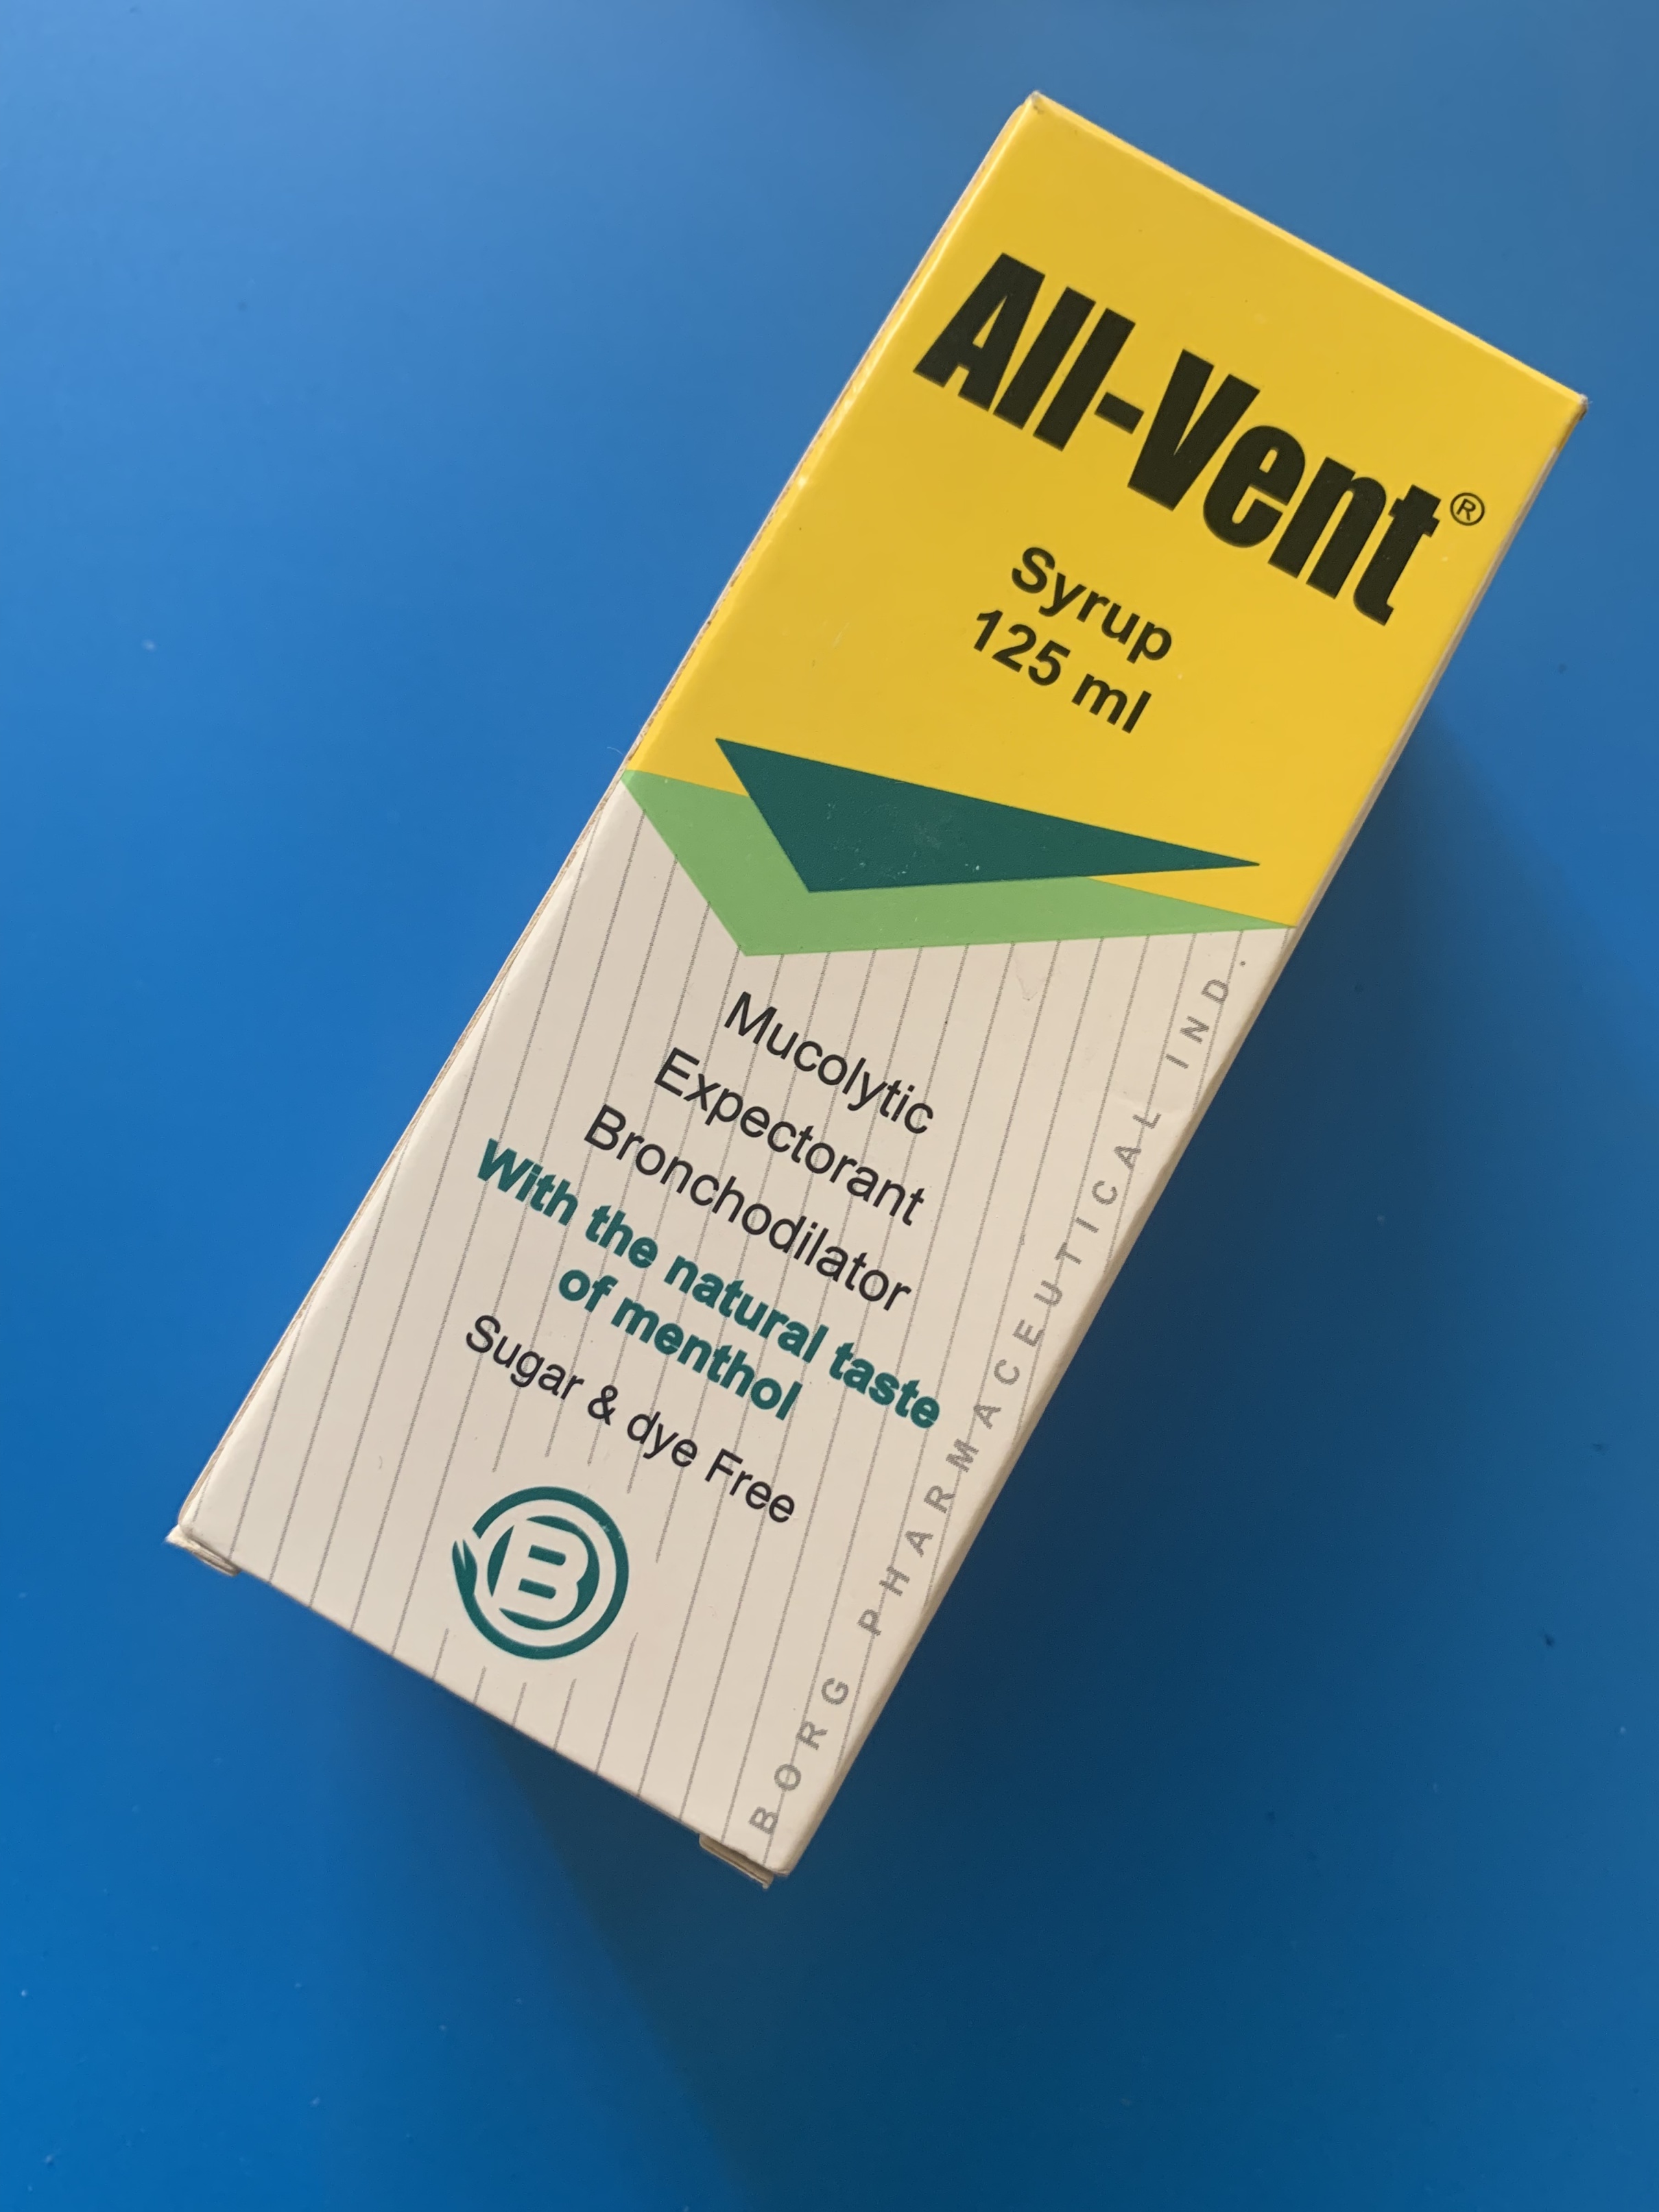 All-Vent®
Syrup
125 ml
Mucolytic
Expectorant
Bronchodilator
With the natural taste
of menthol
Sugar & dye Free
B
BORG PHARMACEUTICAL IND.